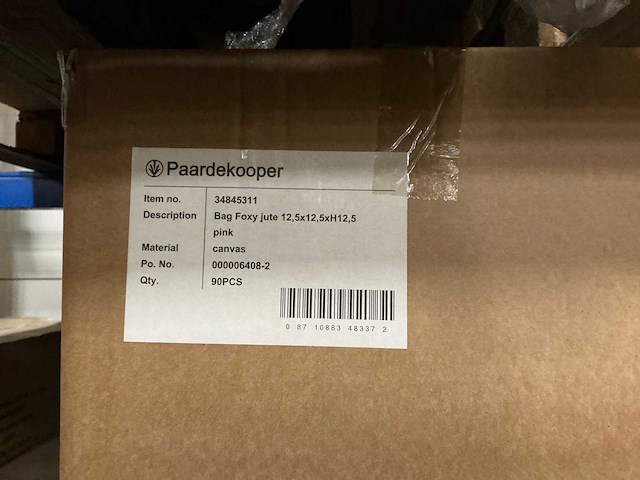 Paardekooper
Item no. 34845311
Description Bag Foxy jute 12,5x12,5xH12,5
pink
Material canvas
Po. No. 000006408-2
Qty. 90PCS
0 87 10883 48337 2